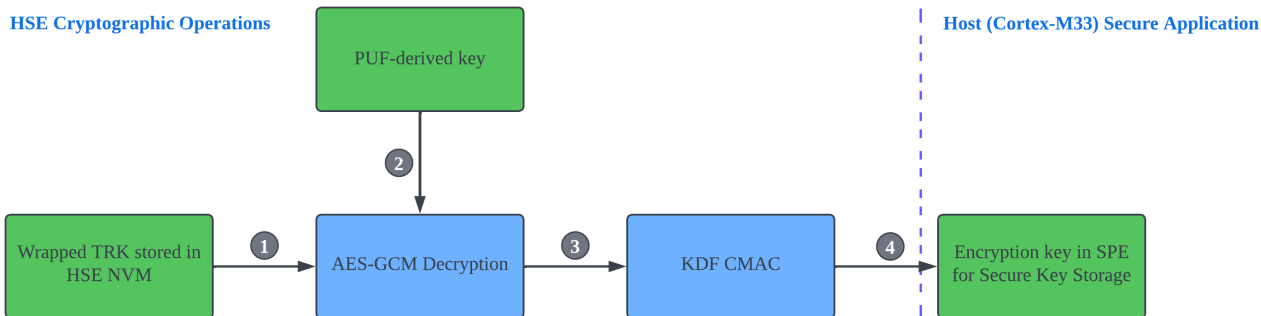 HSE Cryptographic Operations
Host (Cortex-M33) Secure Application
PUF-derived key
2
Wrapped TRK stored in
HSE NVM
1
AES-GCM Decryption
3
KDF CMAC
4
Encryption key in SPE
for Secure Key Storage